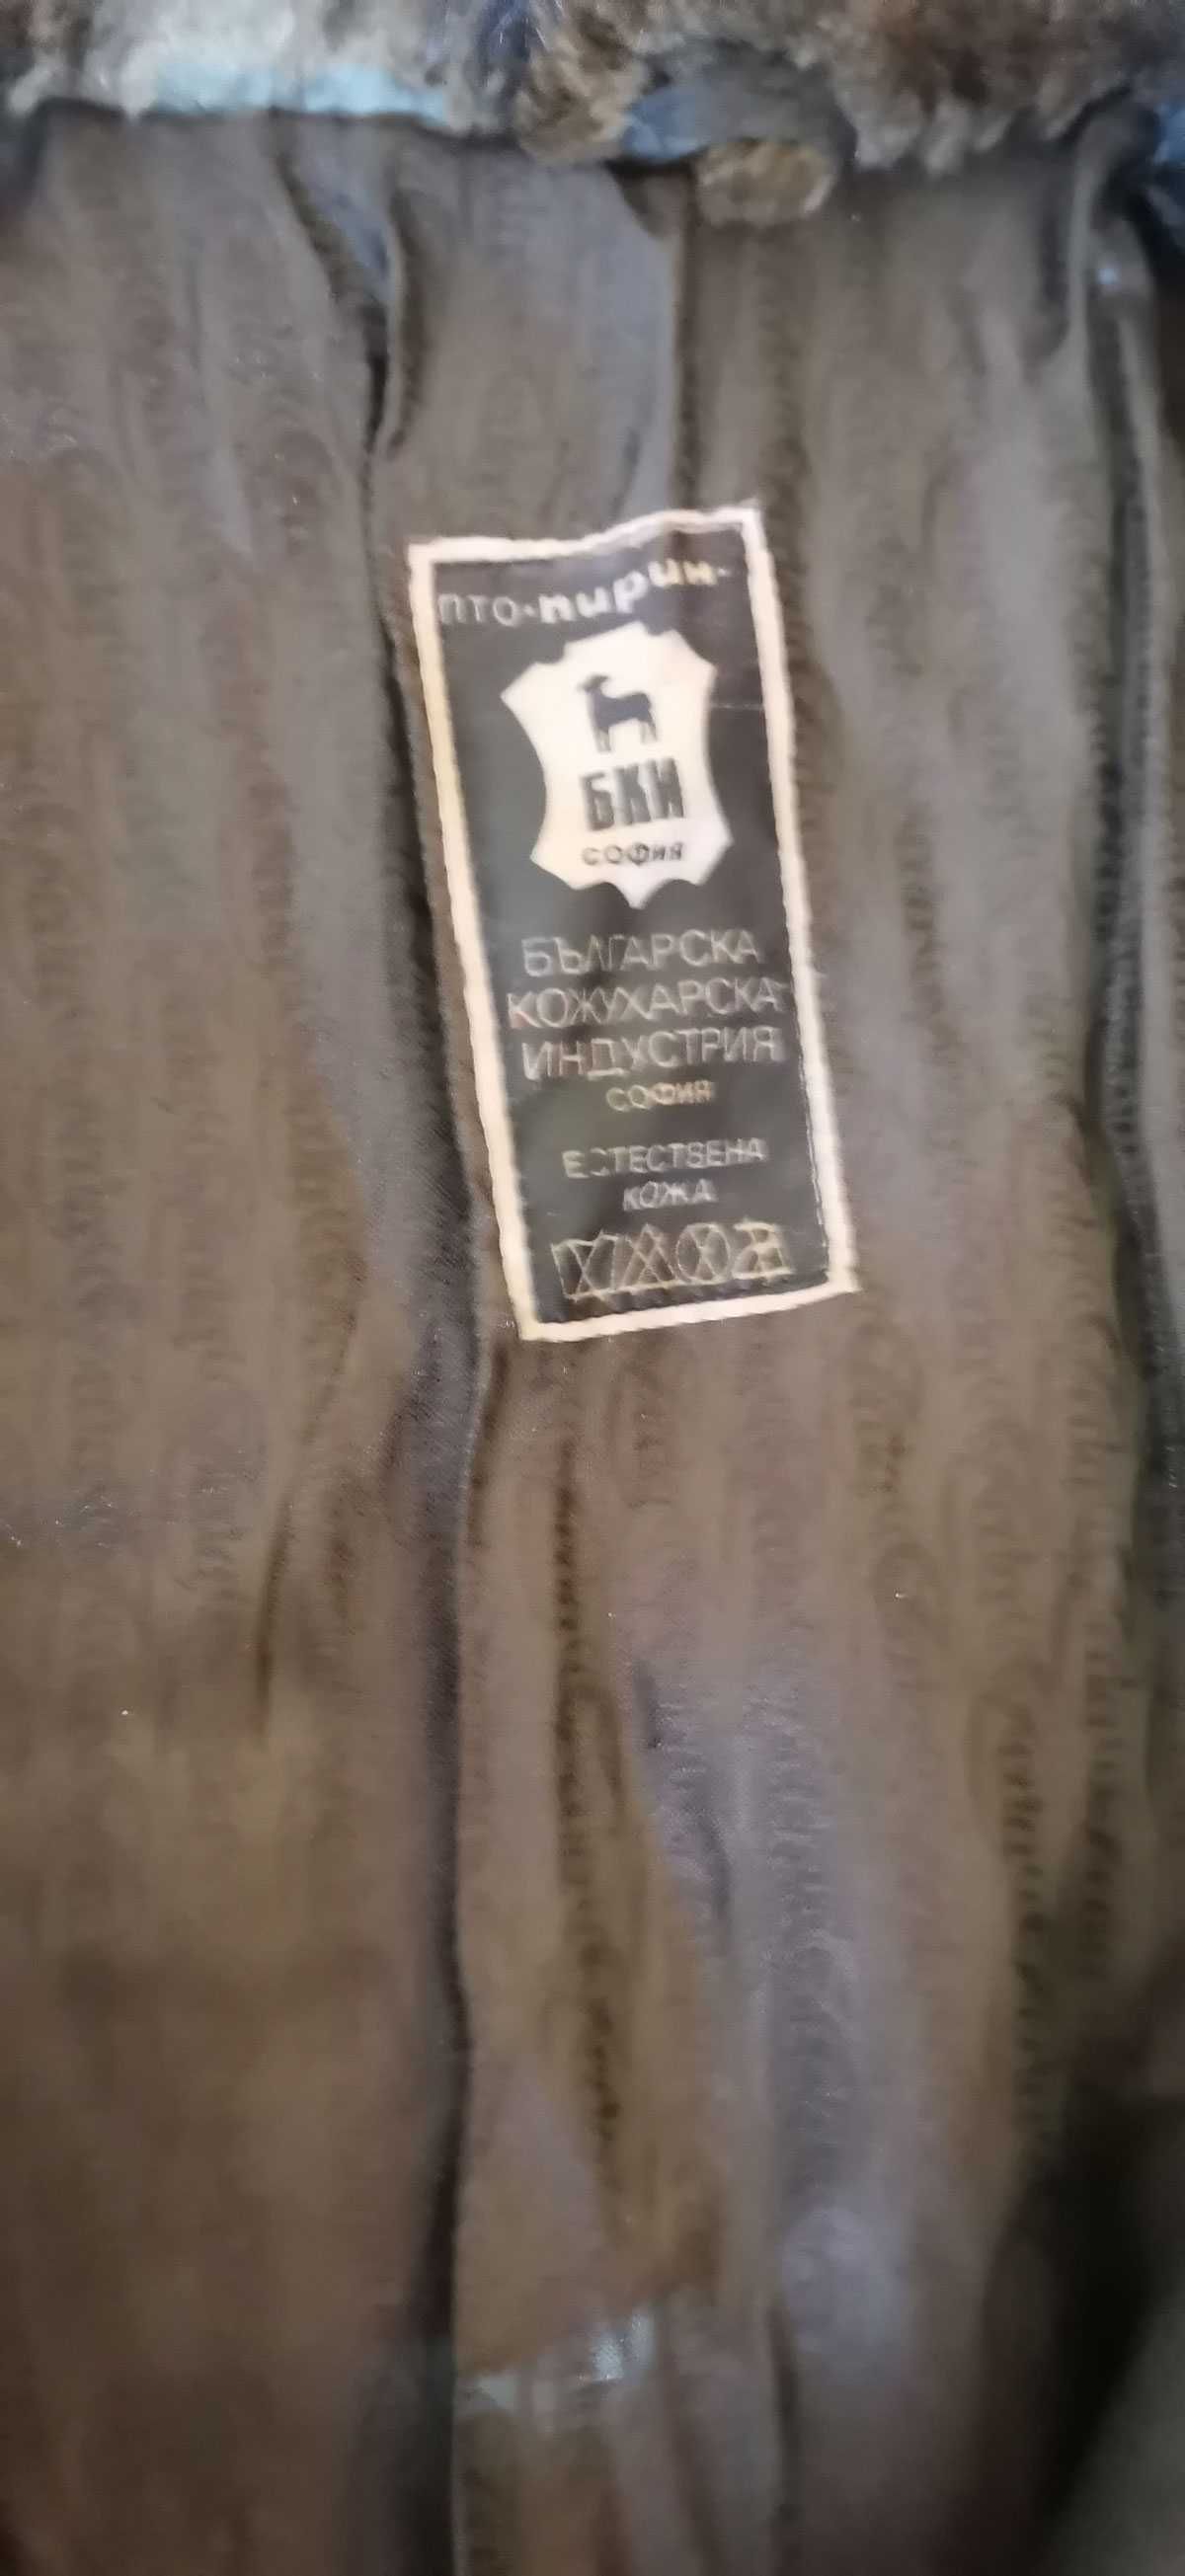 ПТО·пирин·
БКИ
СОФИЯ
БЪЛГАРСКА
КОЖУХАРСКА
ИНДУСТРИЯ
СОФИЯ
ЕСТЕСТВЕНА
КОЖА